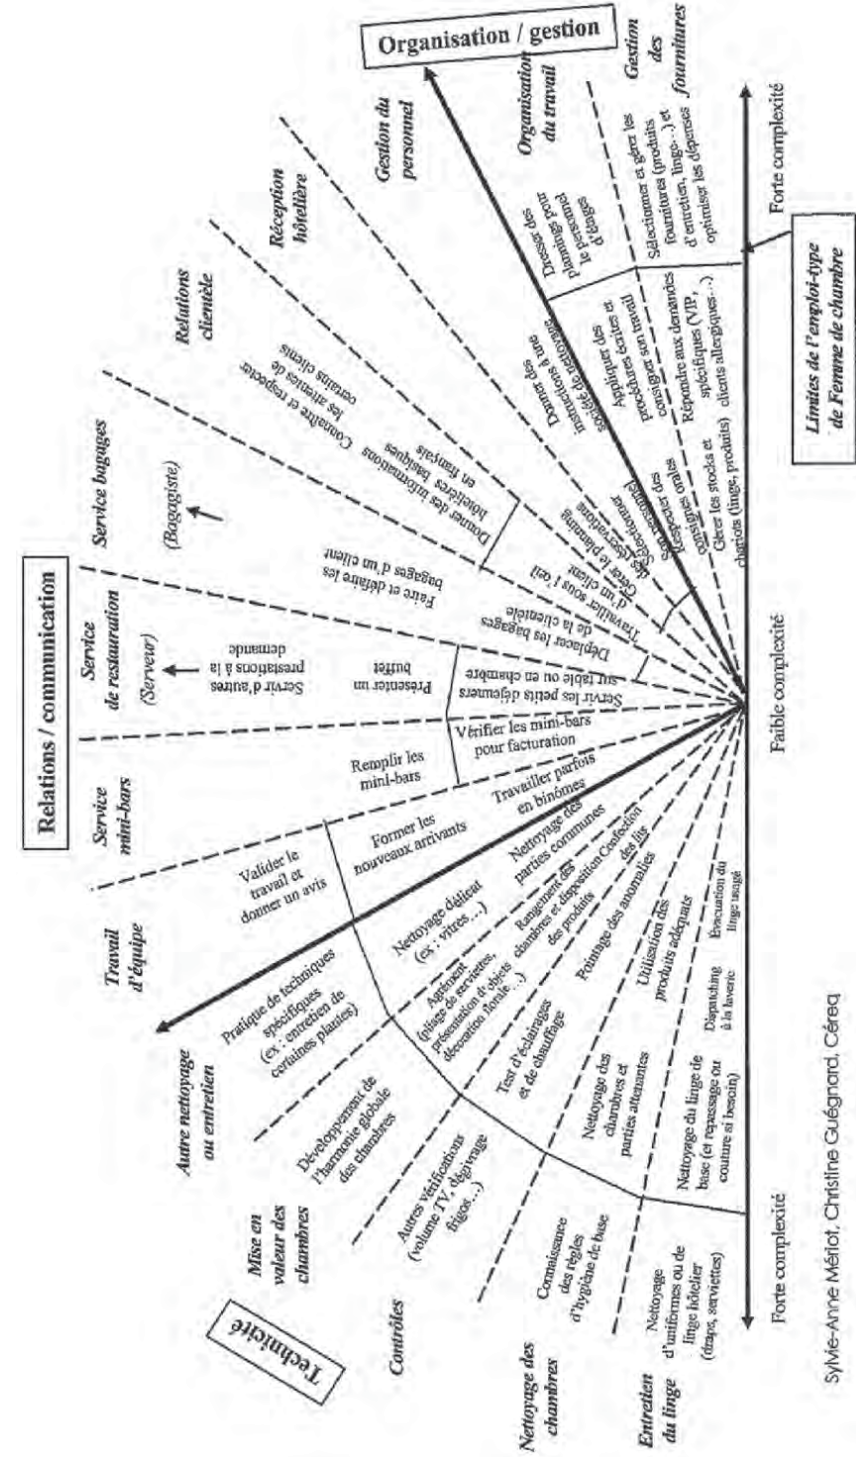 Relations / communication
Organisation / gestion
Technicité
Entretien
du linge
Nettoyage
d'uniformes ou de
linge hôtelier
(draps, serviettes)
Nettoyage du linge de
base (et repassage ou
couture si besoin)
Dispatching
à la laverie
Evacuation du
linge usagé
Nettoyage des
chambres
Connaissance
des règles
d'hygiène de base
Nettoyage des
chambres et
parties attenantes
Utilisation des
produits adéquats
Contrôles
Autres vérifications
(volume TV, dégivrage
frigos…)
Test d'éclairages
et de chauffage
Pointage des anomalies
Mise en
valeur des
chambres
Développement de
l'harmonie globale
des chambres
Agrément
(pliage de serviettes,
présentation d'objets
décoration florale…)
Rangement des
chambres et disposition
des produits
Confection
des lits
Autre nettoyage
ou entretien
Pratique de techniques
spécifiques
(ex : entretien de
certaines plantes)
Nettoyage délicat
(ex : vitres…)
Nettoyage des
parties communes
Travail
d'équipe
Valider le
travail et
donner un avis
Former les
nouveaux arrivants
Travailler parfois
en binômes
Service
mini-bars
Remplir les
mini-bars
Vérifier les mini-bars
pour facturation
Service
de restauration
(Serveur)
Servir d'autres
prestations à la
demande
Présenter un
buffet
Servir les petits déjeuners
sur table ou en chambre
Service bagages
(Bagagiste)
Faire et défaire les
bagages d'un client
Déplacer les bagages
de la clientèle
Relations
clientèle
Connaître et respecter
les attentes de
certains clients
Donner des informations
hôtelières basiques
en français
Travailler sous l'œil
d'un client
Réception
hôtelière
Gérer le planning
des réservations
Gestion du
personnel
Donner des
instructions à une
société de nettoyage
Sélectionner
son personnel
Organisation
du travail
Dresser des
plannings pour
le personnel
d'étages
Appliquer des
procédures écrites et
consigner son travail
Respecter des
consignes orales
Gestion
des
fournitures
Sélectionner et gérer les
fournitures (produits
d'entretien, linge…) et
optimiser les dépenses
Répondre aux demandes
spécifiques (VIP,
clients allergiques…)
Gérer les stocks et
chariots (linge, produits)
Forte complexité
Faible complexité
Forte complexité
Limites de l'emploi-type
de Femme de chambre
Sylvie-Anne Mériot, Christine Guégnard, Céreq